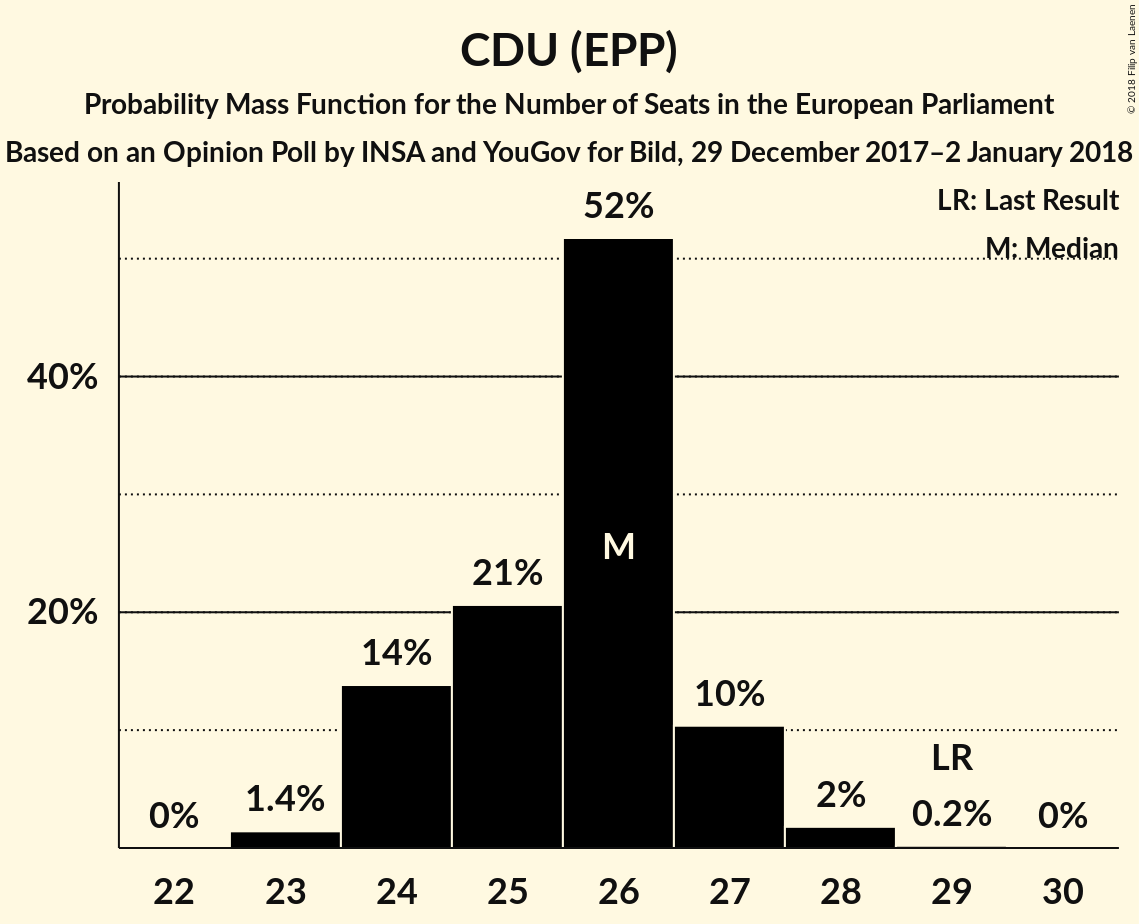 CDU (EPP)
Probability Mass Function for the Number of Seats in the European Parliament
Based on an Opinion Poll by INSA and YouGov for Bild, 29 December 2017–2 January 2018
© 2018 Filip van Laenen
LR: Last Result
M: Median
52%
40%
M
21%
20%
14%
10%
LR
1.4%
2%
0.2%
0%
0%
22 23 24 25 26 27 28 29 30